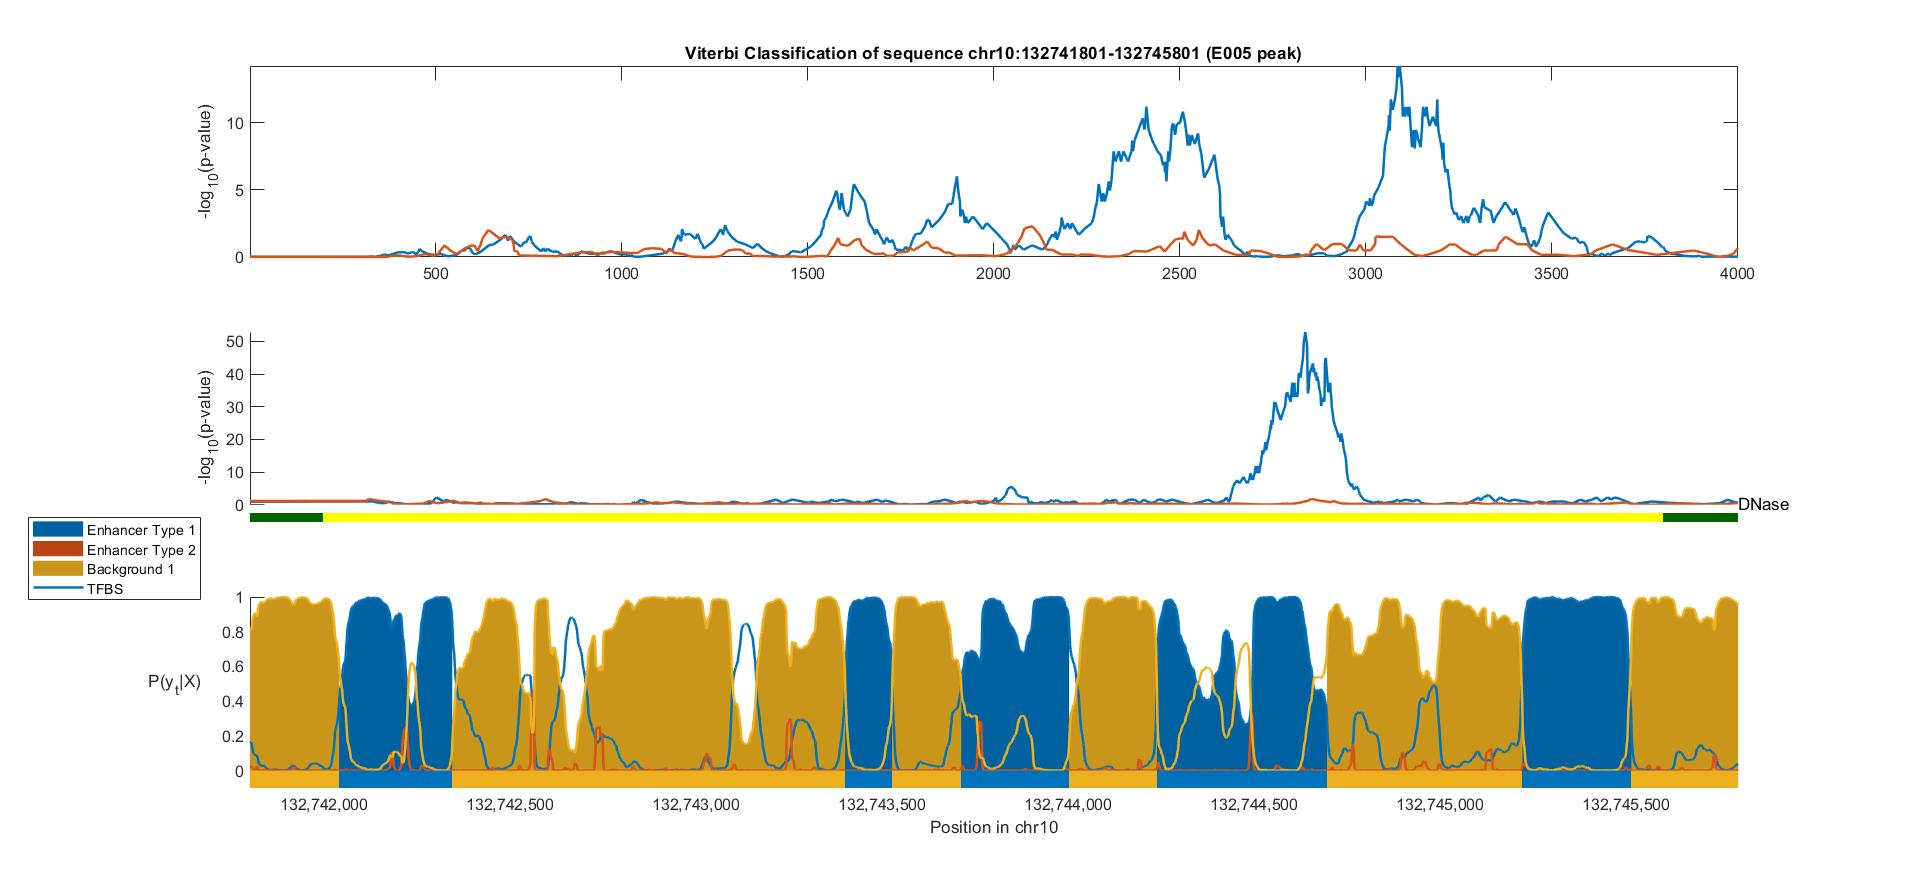 Viterbi Classification of sequence chr10:132741801-132745801 (E005 peak)
-log10(p-value)
10
5
0
500 1000 1500 2000 2500 3000 3500 4000
-log10(p-value)
50
40
30
20
10
0
DNase
Enhancer Type 1
Enhancer Type 2
Background 1
TFBS
P(yt|X)
1
0.8
0.6
0.4
0.2
0
132,742,000 132,742,500 132,743,000 132,743,500 132,744,000 132,744,500 132,745,000 132,745,500
Position in chr10